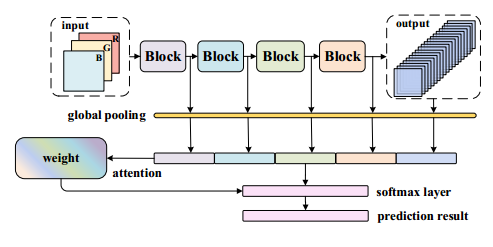 input
output
R
G
B
Block
Block
Block
Block
global pooling
weight
attention
softmax layer
prediction result